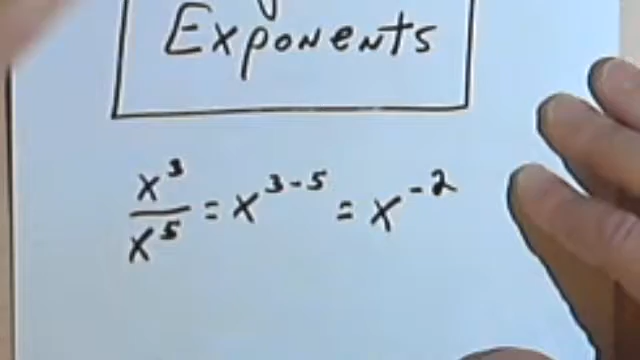 Exponents
x³/x⁵ = x³⁻⁵ = x⁻²